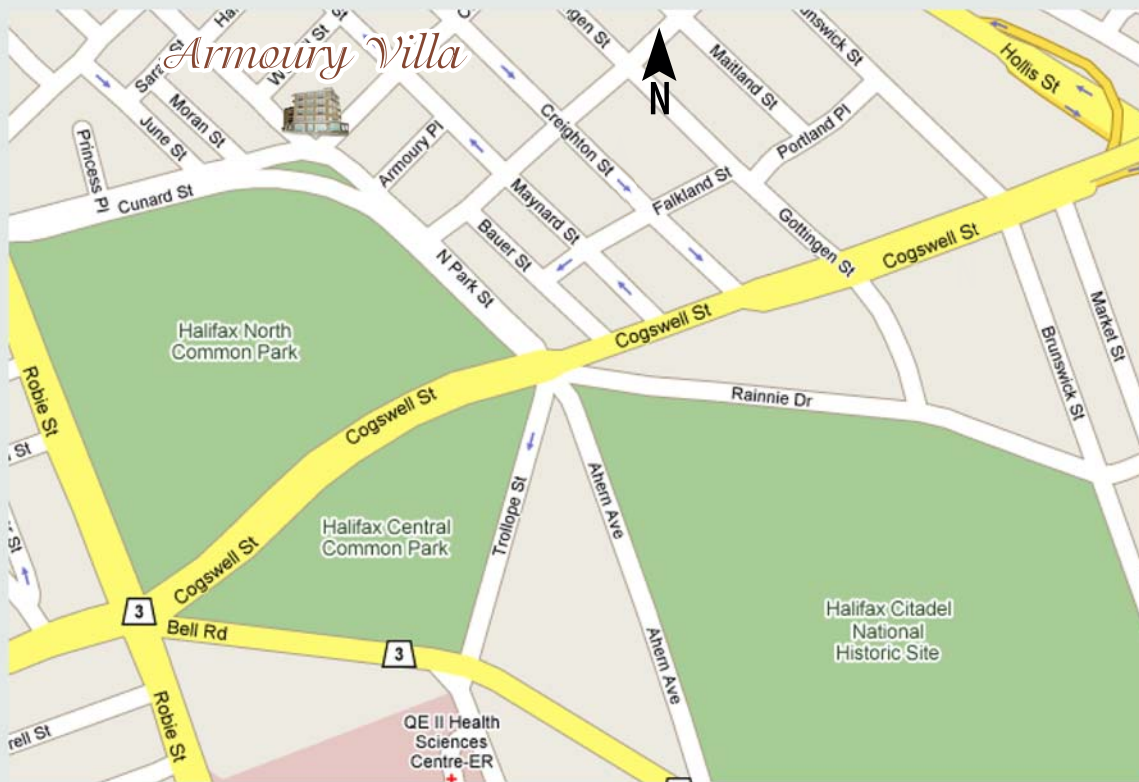 Armoury Villa
N
Hollis St
Maitland St
Portland Pl
Creighton St
Falkland St
Armoury Pl
Moran St
June St
Princess Pl
Cunard St
Maynard St
Bauer St
N Park St
Gottingen St
Cogswell St
Cogswell St
Market St
Brunswick St
Halifax North
Common Park
Rainnie Dr
Robie St
Cogswell St
Trollope St
Ahern Ave
Halifax Central
Common Park
Cogswell St
Halifax Citadel
National
Historic Site
3
Bell Rd
3
Ahern Ave
Robie St
QE II Health
Sciences
Centre-ER